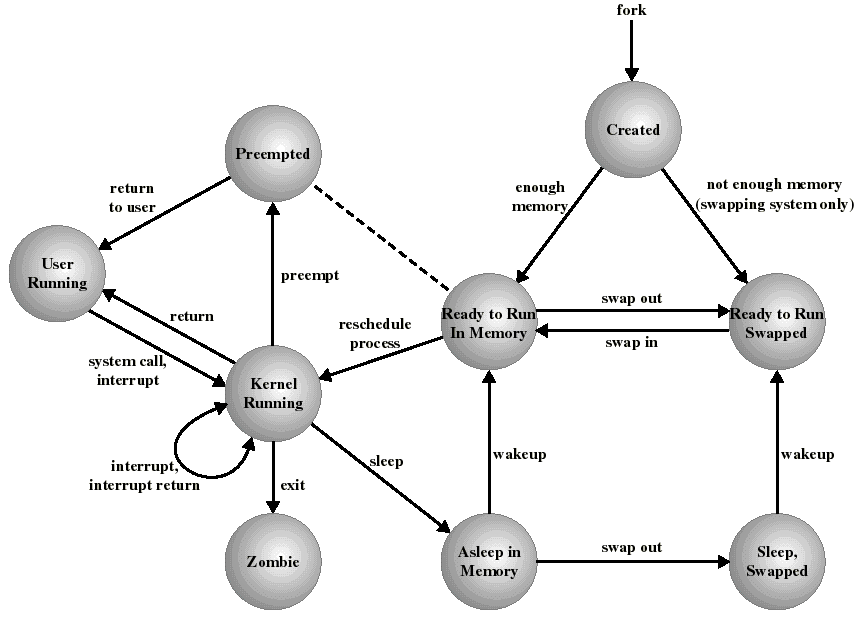 fork
Created
Preempted
enough
memory
not enough memory
(swapping system only)
return
to user
User
Running
preempt
return
reschedule
process
Ready to Run
In Memory
swap out
swap in
Ready to Run
Swapped
system call,
interrupt
Kernel
Running
interrupt,
interrupt return
sleep
exit
wakeup
wakeup
Zombie
Asleep in
Memory
swap out
Sleep,
Swapped